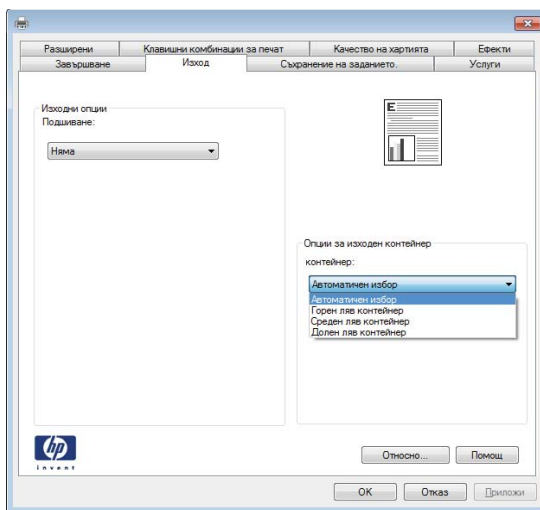 Разширени
Клавишни комбинации за печат
Качество на хартията
Ефекти
Завършване
Изход
Съхранение на заданието.
Услуги
Изходни опции
Подшиване:
Няма
E
Опции за изходен контейнер
контейнер:
Автоматичен избор
Автоматичен избор
Горен ляв контейнер
Среден ляв контейнер
Долен ляв контейнер
hp
invent
Относно...
Помощ
OK
Отказ
Приложи